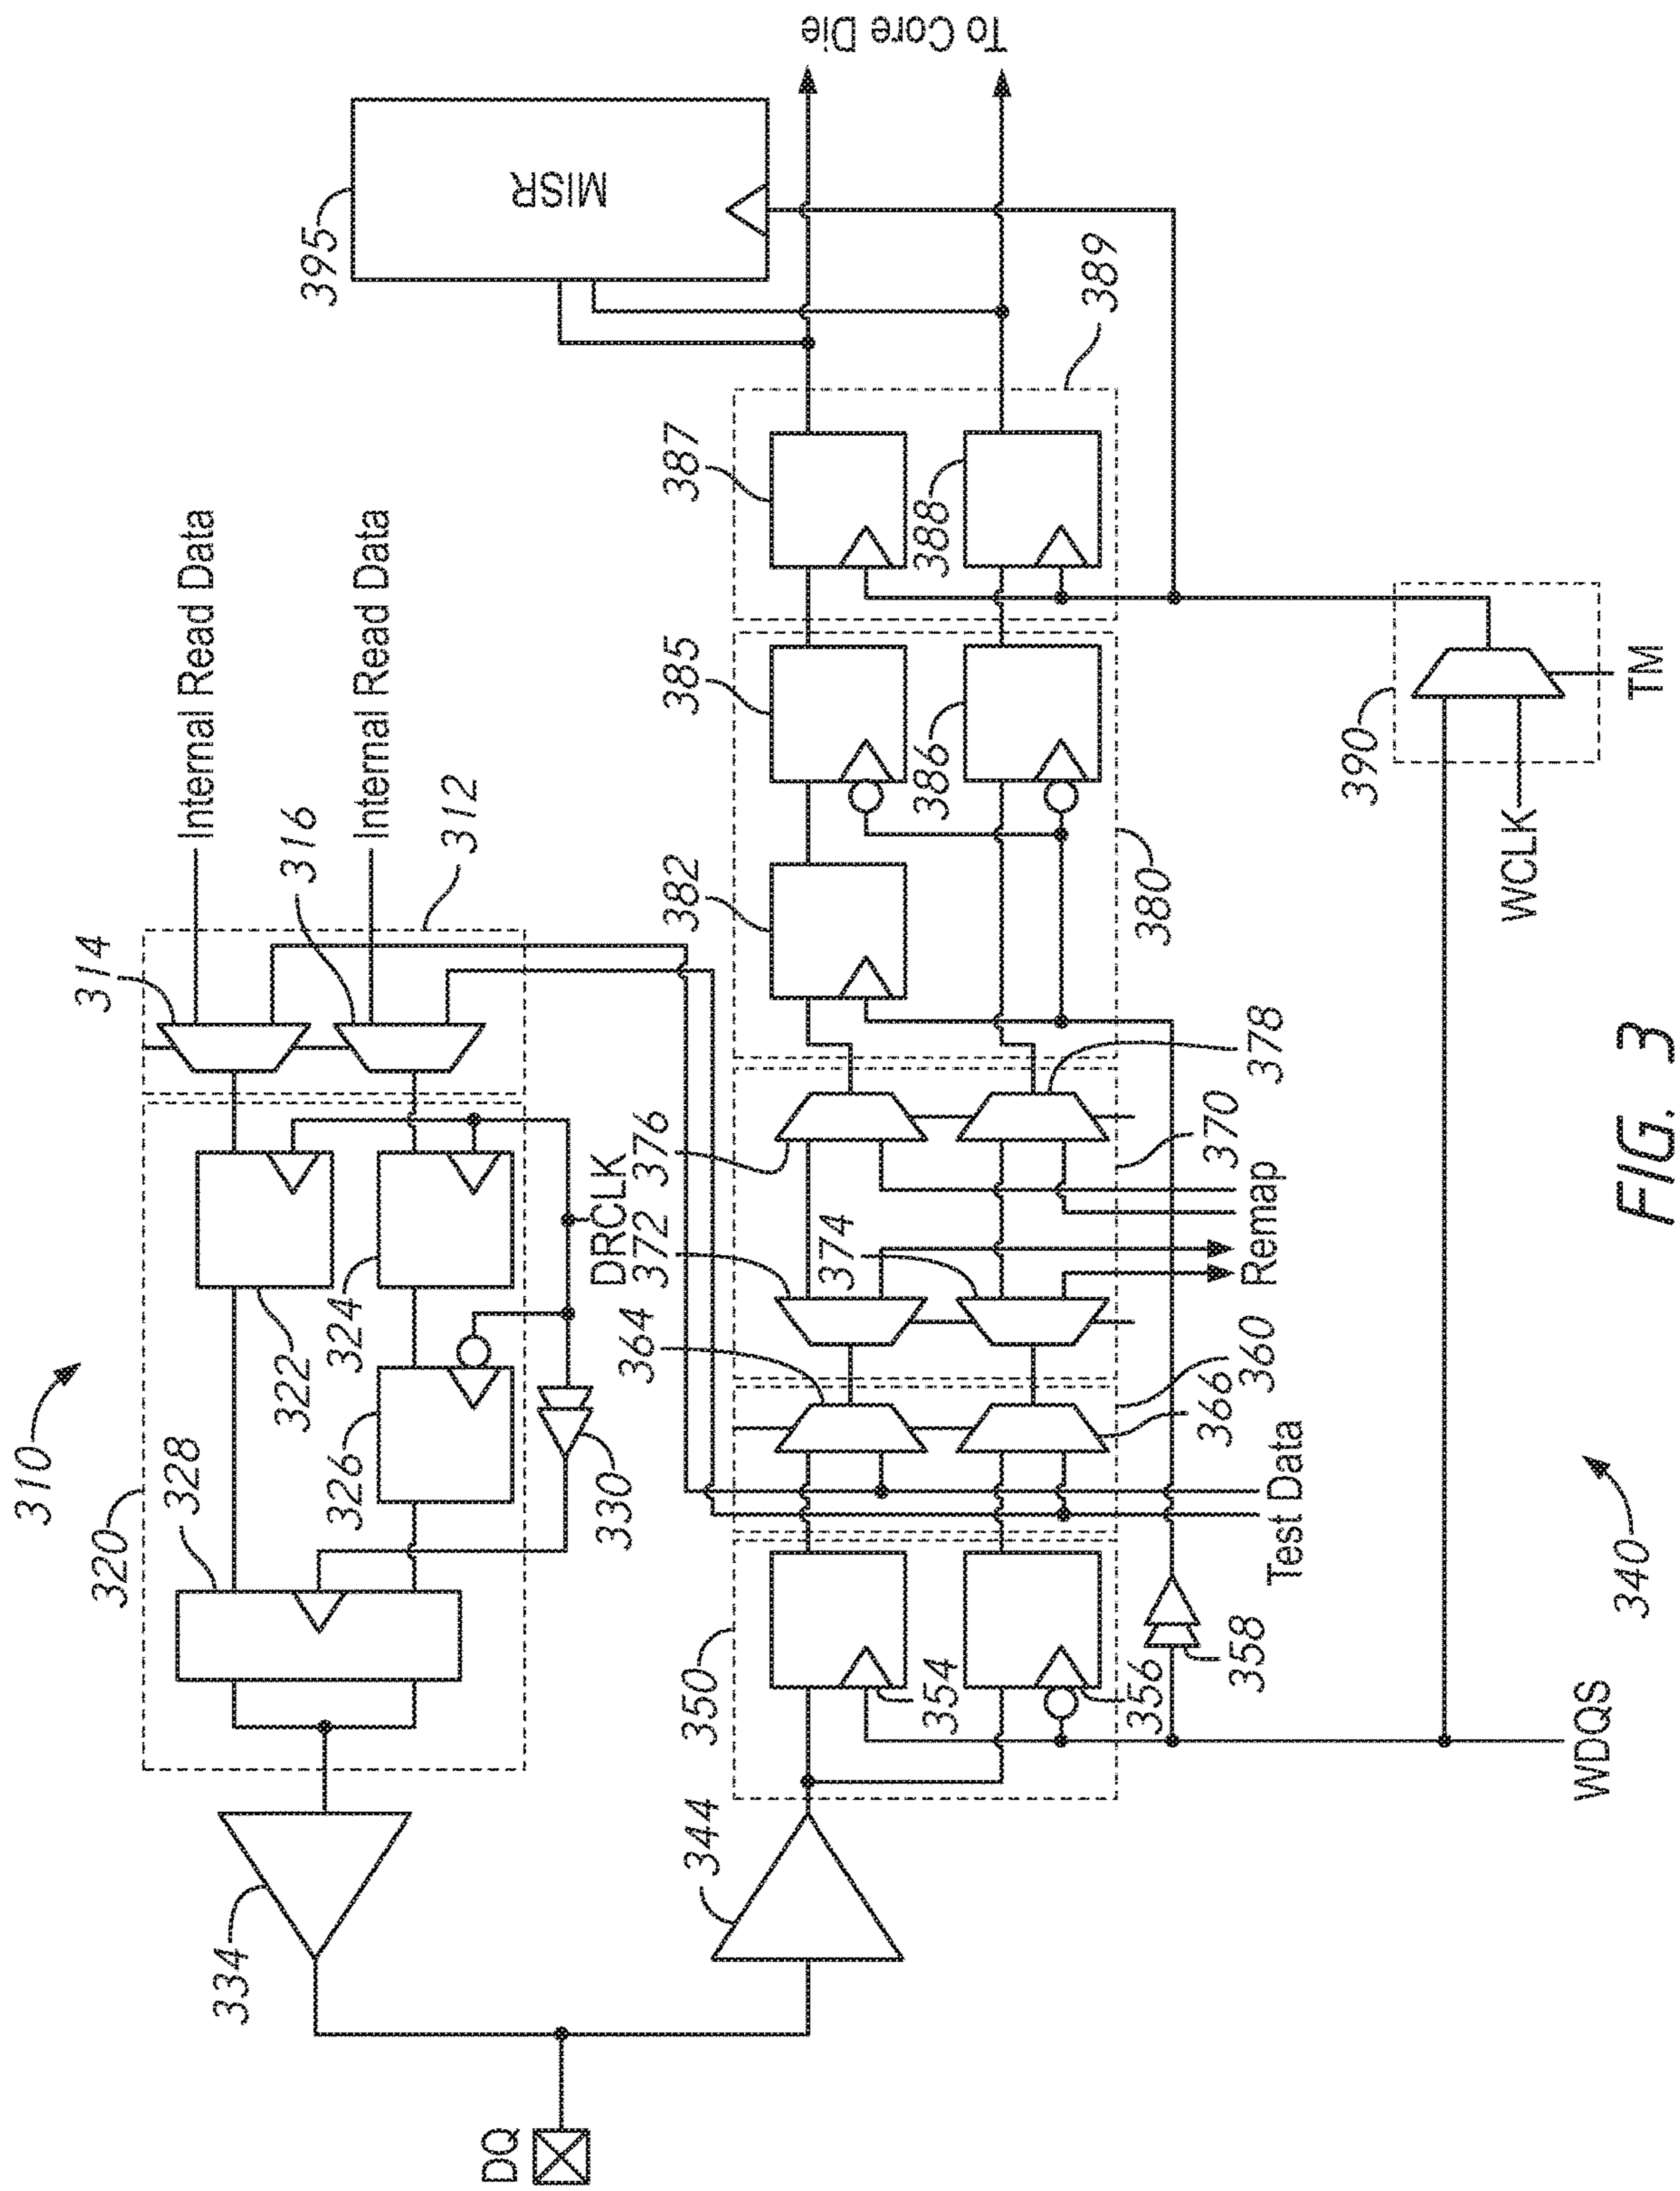 310
314
320
328
Internal Read Data
334
322
316
395
324
326
Internal Read Data
312
DQ
MISR
330
DRCLK
364
372
376
382
385
387
350
344
374
To Core Die
386
388
354
389
356
380
366
370
358
360
378
Remap
Test Data
390
WCLK
WDQS
340
TM
FIG. 3